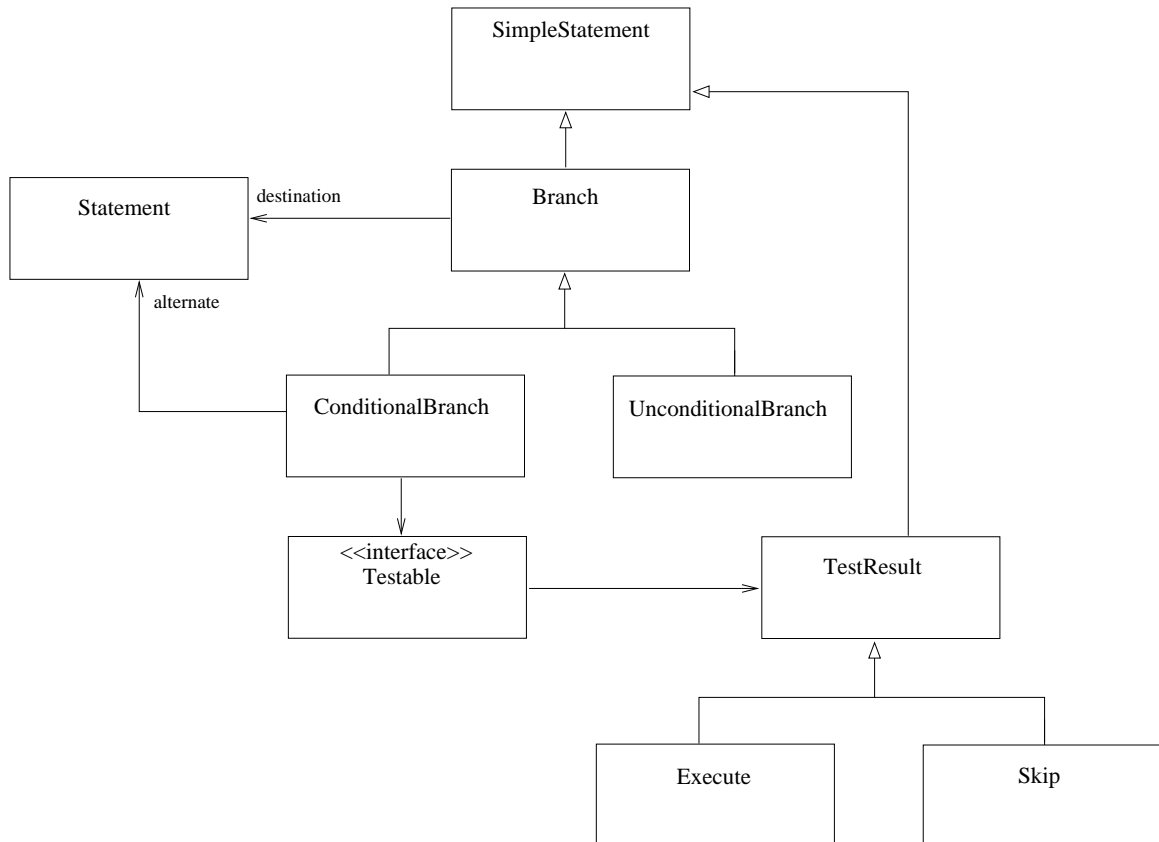 SimpleStatement
destination
Statement
Branch
alternate
ConditionalBranch
UnconditionalBranch
<<interface>>
Testable
TestResult
Execute
Skip